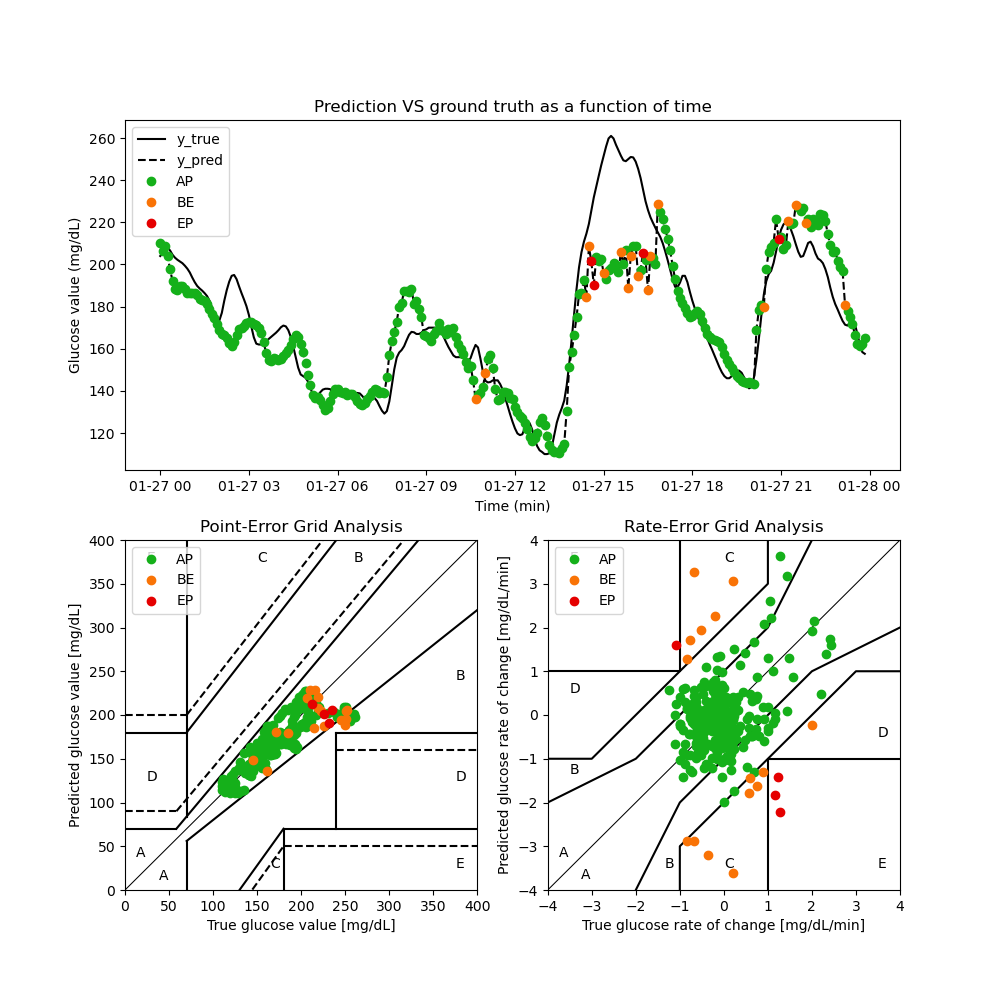 Prediction VS ground truth as a function of time
Glucose value (mg/dL)
260
240
220
200
180
160
140
120
y_true
y_pred
AP
BE
EP
01-27 00 01-27 03 01-27 06 01-27 09 01-27 12 01-27 15 01-27 18 01-27 21 01-28 00
Time (min)
Point-Error Grid Analysis
Predicted glucose value [mg/dL]
400
350
300
250
200
150
100
50
0
AP
BE
EP
C
B
B
D
D
A
A
C
E
0 50 100 150 200 250 300 350 400
True glucose value [mg/dL]
Rate-Error Grid Analysis
Predicted glucose rate of change [mg/dL/min]
4
3
2
1
0
−1
−2
−3
−4
AP
BE
EP
C
D
D
B
A
A
B
C
E
−4 −3 −2 −1 0 1 2 3 4
True glucose rate of change [mg/dL/min]